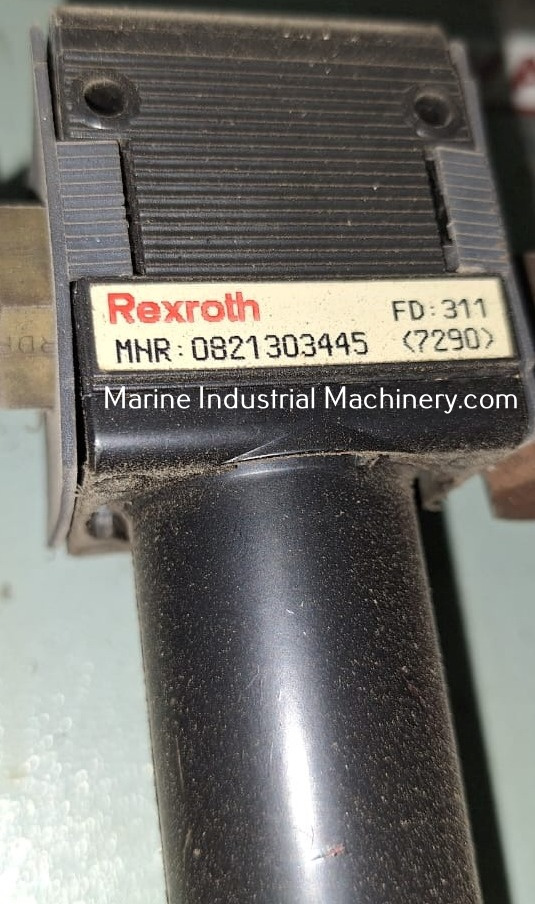 Rexroth FD:311
MNR:0821303445 <7290>
Marine Industrial Machinery.com